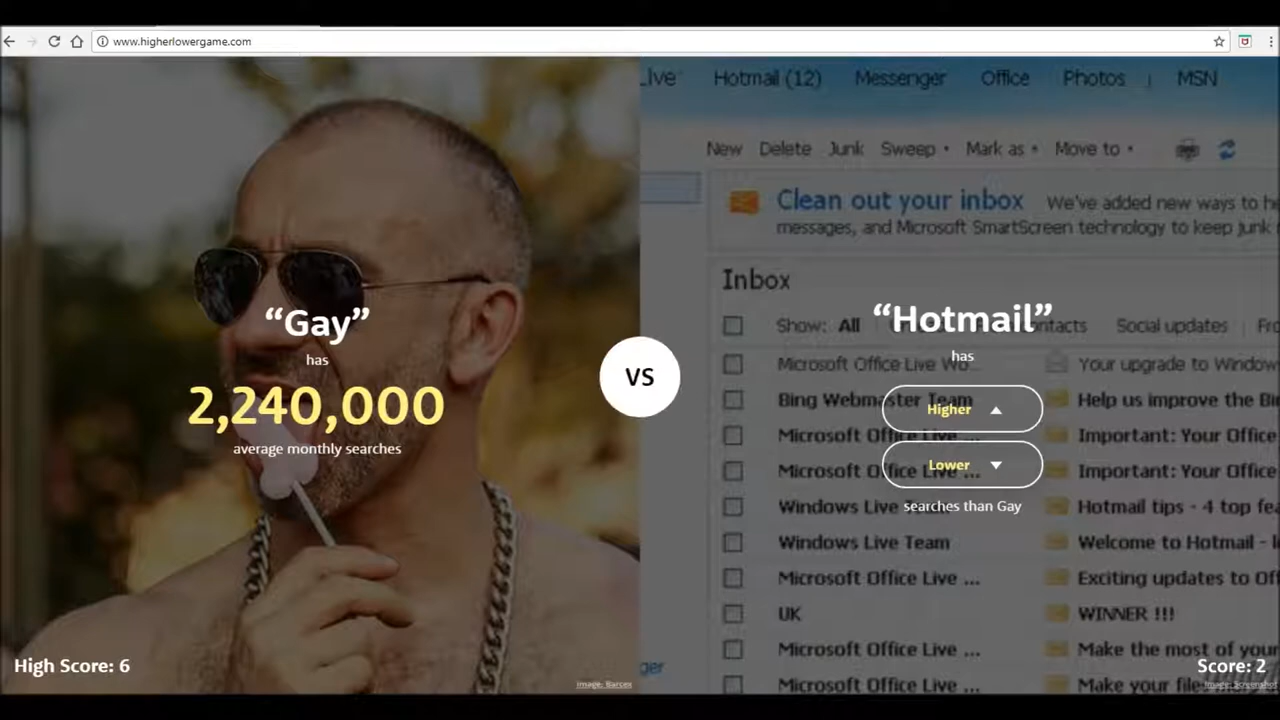 www.higherlowergame.com
“Gay”
has
2,240,000
average monthly searches
High Score: 6
Image: Barcex
VS
Live Hotmail (12) Messenger Office Photos | MSN
New Delete Junk Sweep Mark as Move to
Clean out your inbox We've added new ways to
messages, and Microsoft SmartScreen technology to keep junk
Inbox
“Hotmail”
Show: All Social updates
has
Microsoft Office Live Wo... Your upgrade to Window
Higher ▲
Bing Webmaster Team Help us improve the Bi
Microsoft Office Live ... Important: Your Office
Lower ▼
Microsoft Office Live ... Important: Your Office
searches than Gay
Windows Live Team Hotmail tips - 4 top fea
Windows Live Team Welcome to Hotmail -
Microsoft Office Live ... Exciting updates to Of
UK WINNER !!!
Microsoft Office Live ... Make the most of your
Microsoft Office Live ... Make your file
Score: 2
Image: Screenshot